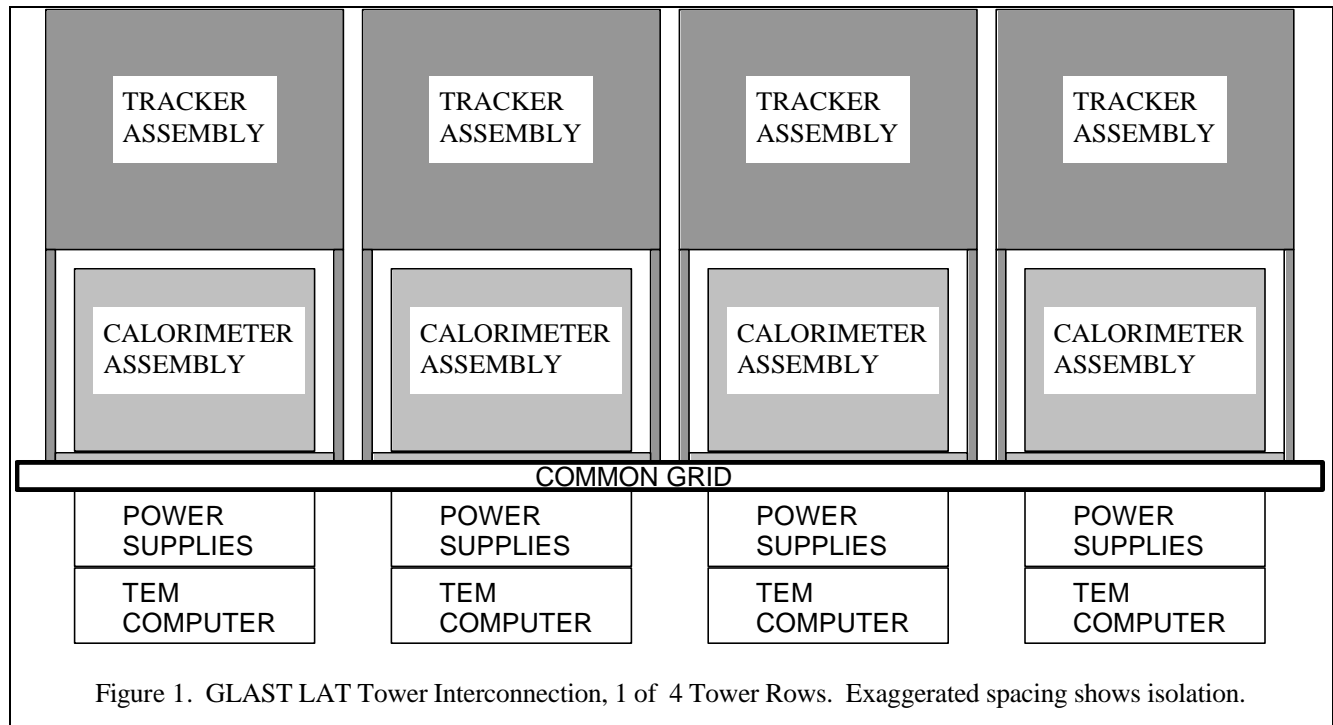 TRACKER
ASSEMBLY
TRACKER
ASSEMBLY
TRACKER
ASSEMBLY
TRACKER
ASSEMBLY
CALORIMETER
ASSEMBLY
CALORIMETER
ASSEMBLY
CALORIMETER
ASSEMBLY
CALORIMETER
ASSEMBLY
COMMON GRID
POWER
SUPPLIES
POWER
SUPPLIES
POWER
SUPPLIES
POWER
SUPPLIES
TEM
COMPUTER
TEM
COMPUTER
TEM
COMPUTER
TEM
COMPUTER
Figure 1. GLAST LAT Tower Interconnection, 1 of 4 Tower Rows. Exaggerated spacing shows isolation.